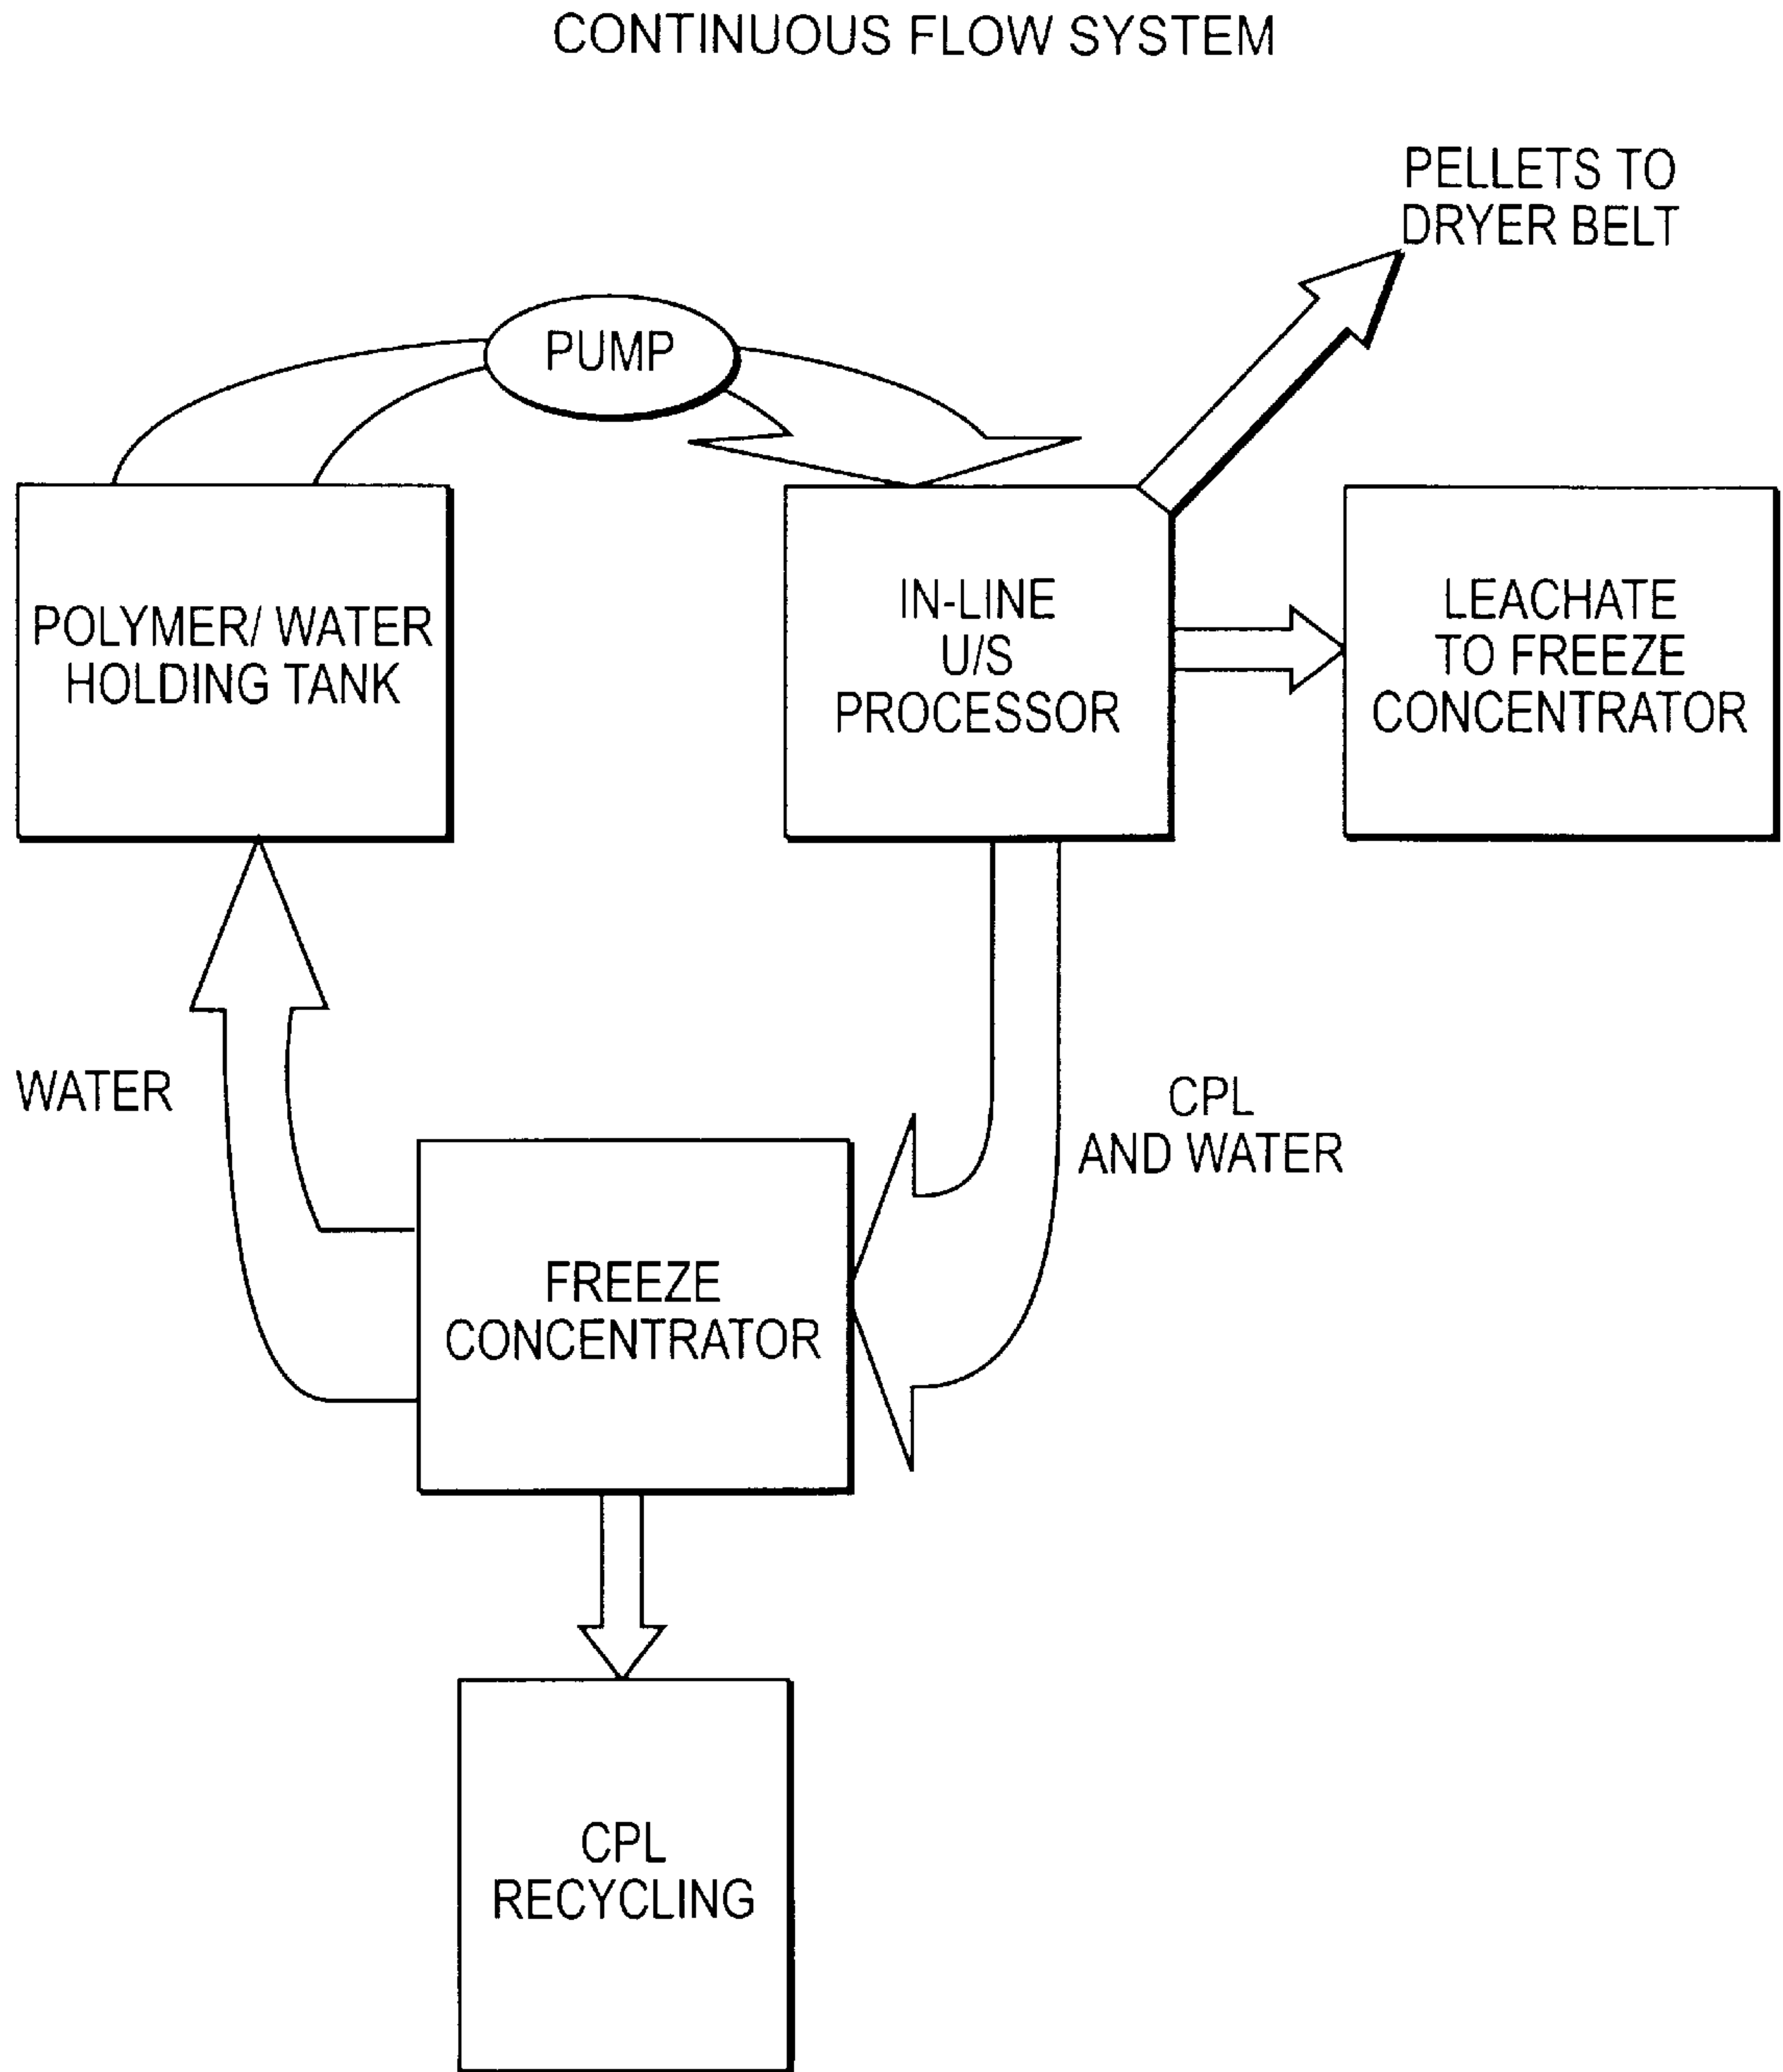 CONTINUOUS FLOW SYSTEM
PELLETS TO
DRYER BELT
PUMP
POLYMER/ WATER
HOLDING TANK
IN-LINE
U/S
PROCESSOR
LEACHATE
TO FREEZE
CONCENTRATOR
WATER
CPL
AND WATER
FREEZE
CONCENTRATOR
CPL
RECYCLING